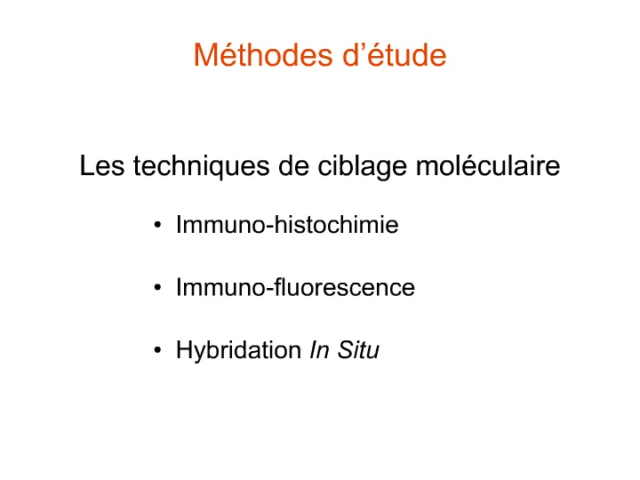 Méthodes d’étude
Les techniques de ciblage moléculaire
• Immuno-histochimie
• Immuno-fluorescence
• Hybridation In Situ